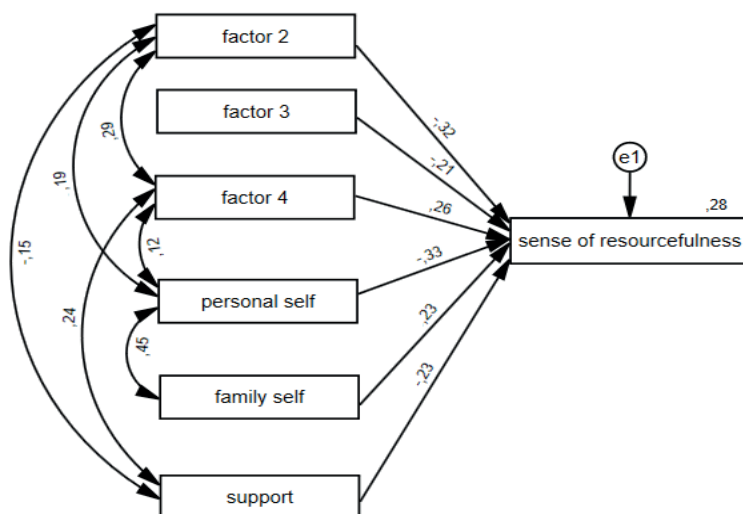 factor 2
factor 3
factor 4
personal self
family self
support
-,15
,19
,29
,24
,12
,45
-,32
-,21
,26
-,33
,23
-,23
e1
,28
sense of resourcefulness